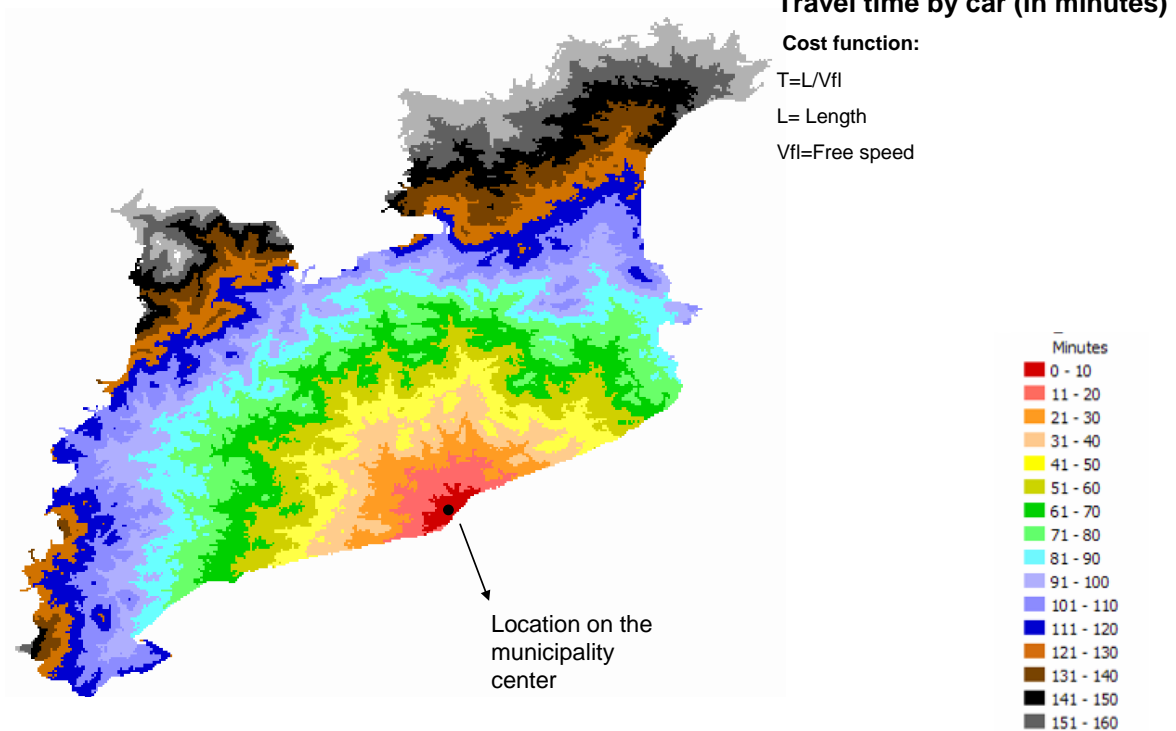 Travel time by car (in minutes)
Cost function:
T=L/Vfl
L= Length
Vfl=Free speed
Location on the
municipality
center
Minutes
0 - 10
11 - 20
21 - 30
31 - 40
41 - 50
51 - 60
61 - 70
71 - 80
81 - 90
91 - 100
101 - 110
111 - 120
121 - 130
131 - 140
141 - 150
151 - 160